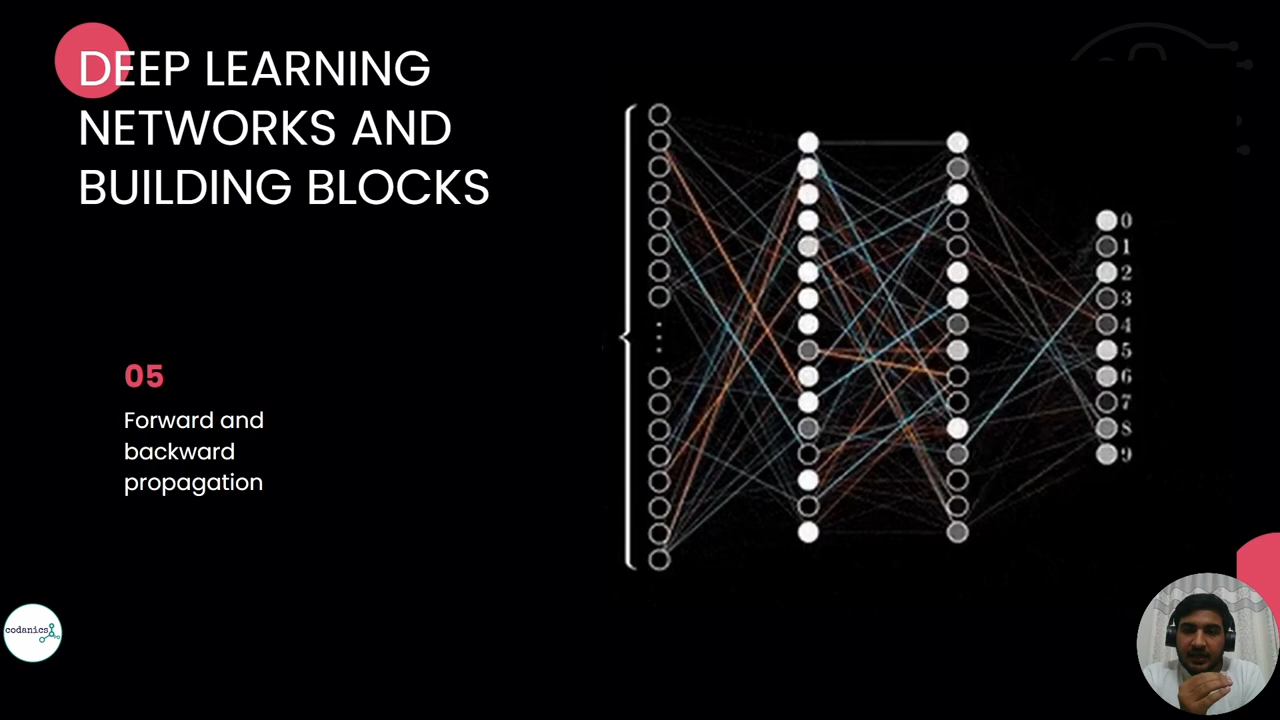 DEEP LEARNING
NETWORKS AND
BUILDING BLOCKS
05
Forward and
backward
propagation
0
1
2
3
4
5
6
7
8
9
codanics